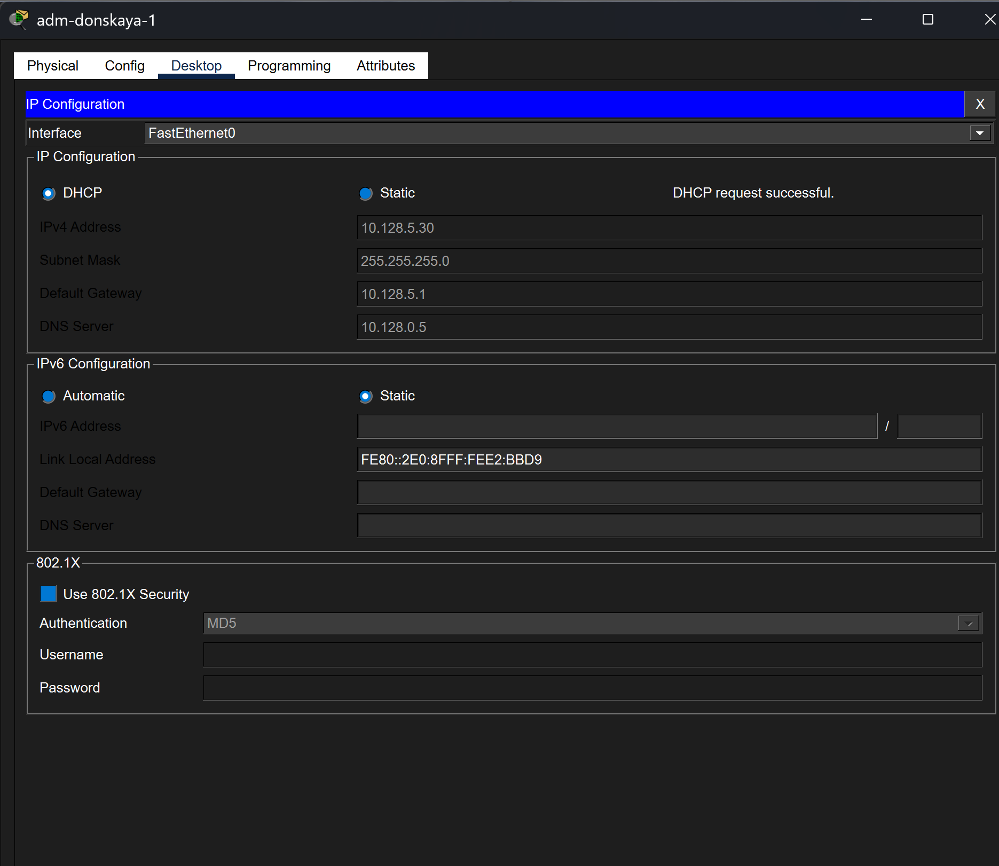 adm-donskaya-1
Physical Config Desktop Programming Attributes
IP Configuration X
Interface FastEthernet0
IP Configuration
DHCP Static DHCP request successful.
IPv4 Address 10.128.5.30
Subnet Mask 255.255.255.0
Default Gateway 10.128.5.1
DNS Server 10.128.0.5
IPv6 Configuration
Automatic Static
IPv6 Address /
Link Local Address FE80::2E0:8FFF:FEE2:BBD9
Default Gateway
DNS Server
802.1X
Use 802.1X Security
Authentication MD5
Username
Password